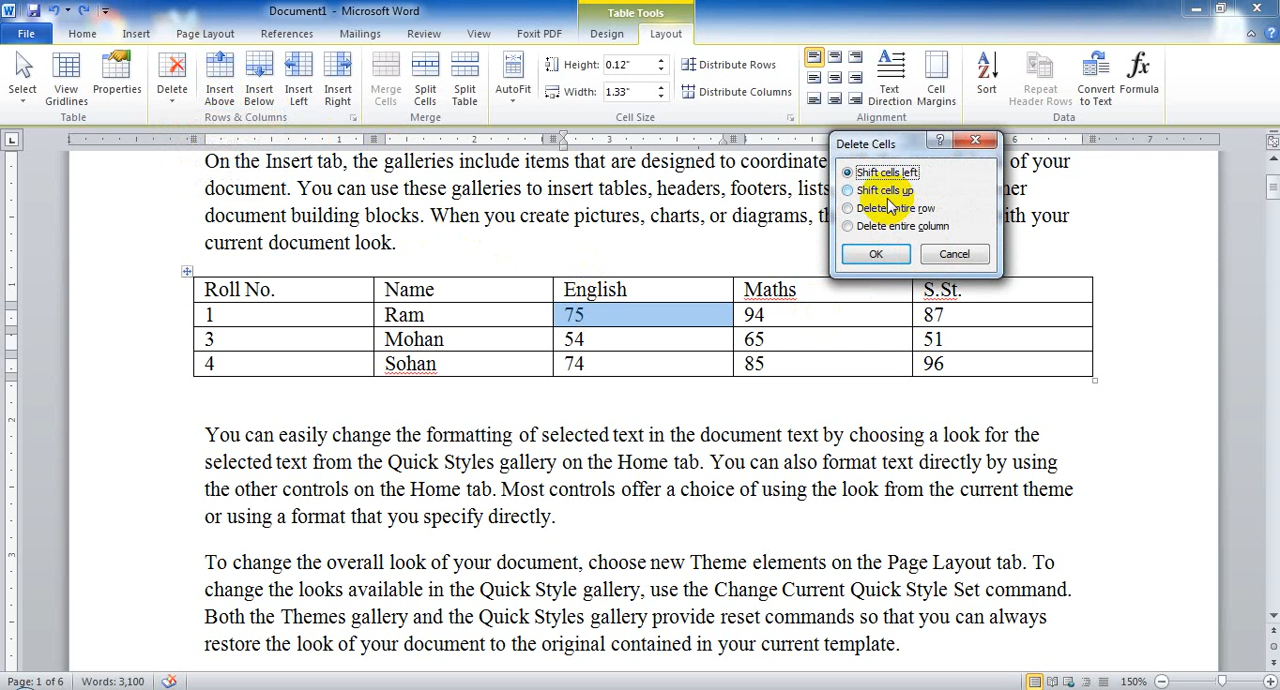 Document1 - Microsoft Word
Table Tools
File Home Insert Page Layout References Mailings Review View Foxit PDF Design Layout
Select
View Gridlines
Properties
Table
Delete
Insert Above
Insert Below
Insert Left
Insert Right
Rows & Columns
Merge Cells
Split Cells
Split Table
Merge
AutoFit
Height: 0.12"
Width: 1.33"
Distribute Rows
Distribute Columns
Cell Size
Text Direction
Cell Margins
Alignment
Sort
Repeat Header Rows
Convert to Text
Formula
Data
1 2 3 7
Delete Cells
Shift cells left
Shift cells up
Delete entire row
Delete entire column
OK Cancel
On the Insert tab, the galleries include items that are designed to coordinate of your
document. You can use these galleries to insert tables, headers, footers, lists
document building blocks. When you create pictures, charts, or diagrams, with your
current document look.
Roll No. Name English Maths S.St.
1 Ram 75 94 87
3 Mohan 54 65 51
4 Sohan 74 85 96
You can easily change the formatting of selected text in the document text by choosing a look for the
selected text from the Quick Styles gallery on the Home tab. You can also format text directly by using
the other controls on the Home tab. Most controls offer a choice of using the look from the current theme
or using a format that you specify directly.
To change the overall look of your document, choose new Theme elements on the Page Layout tab. To
change the looks available in the Quick Style gallery, use the Change Current Quick Style Set command.
Both the Themes gallery and the Quick Styles gallery provide reset commands so that you can always
restore the look of your document to the original contained in your current template.
Page: 1 of 6 Words: 3,100 150%